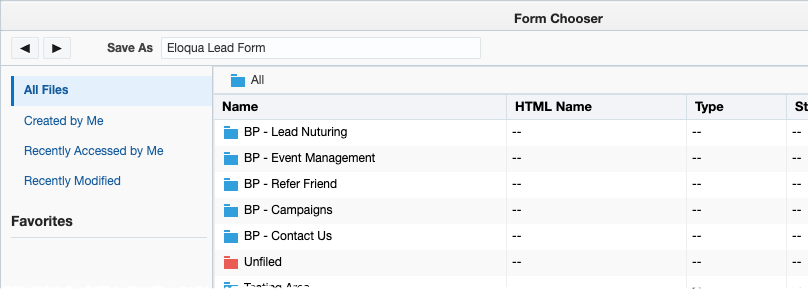 Form Chooser
Save As Eloqua Lead Form
All Files
Created by Me
Recently Accessed by Me
Recently Modified
Favorites
All
Name HTML Name Type St
BP - Lead Nuturing -- -- --
BP - Event Management -- -- --
BP - Refer Friend -- -- --
BP - Campaigns -- -- --
BP - Contact Us -- -- --
Unfiled -- -- --
Testing Area